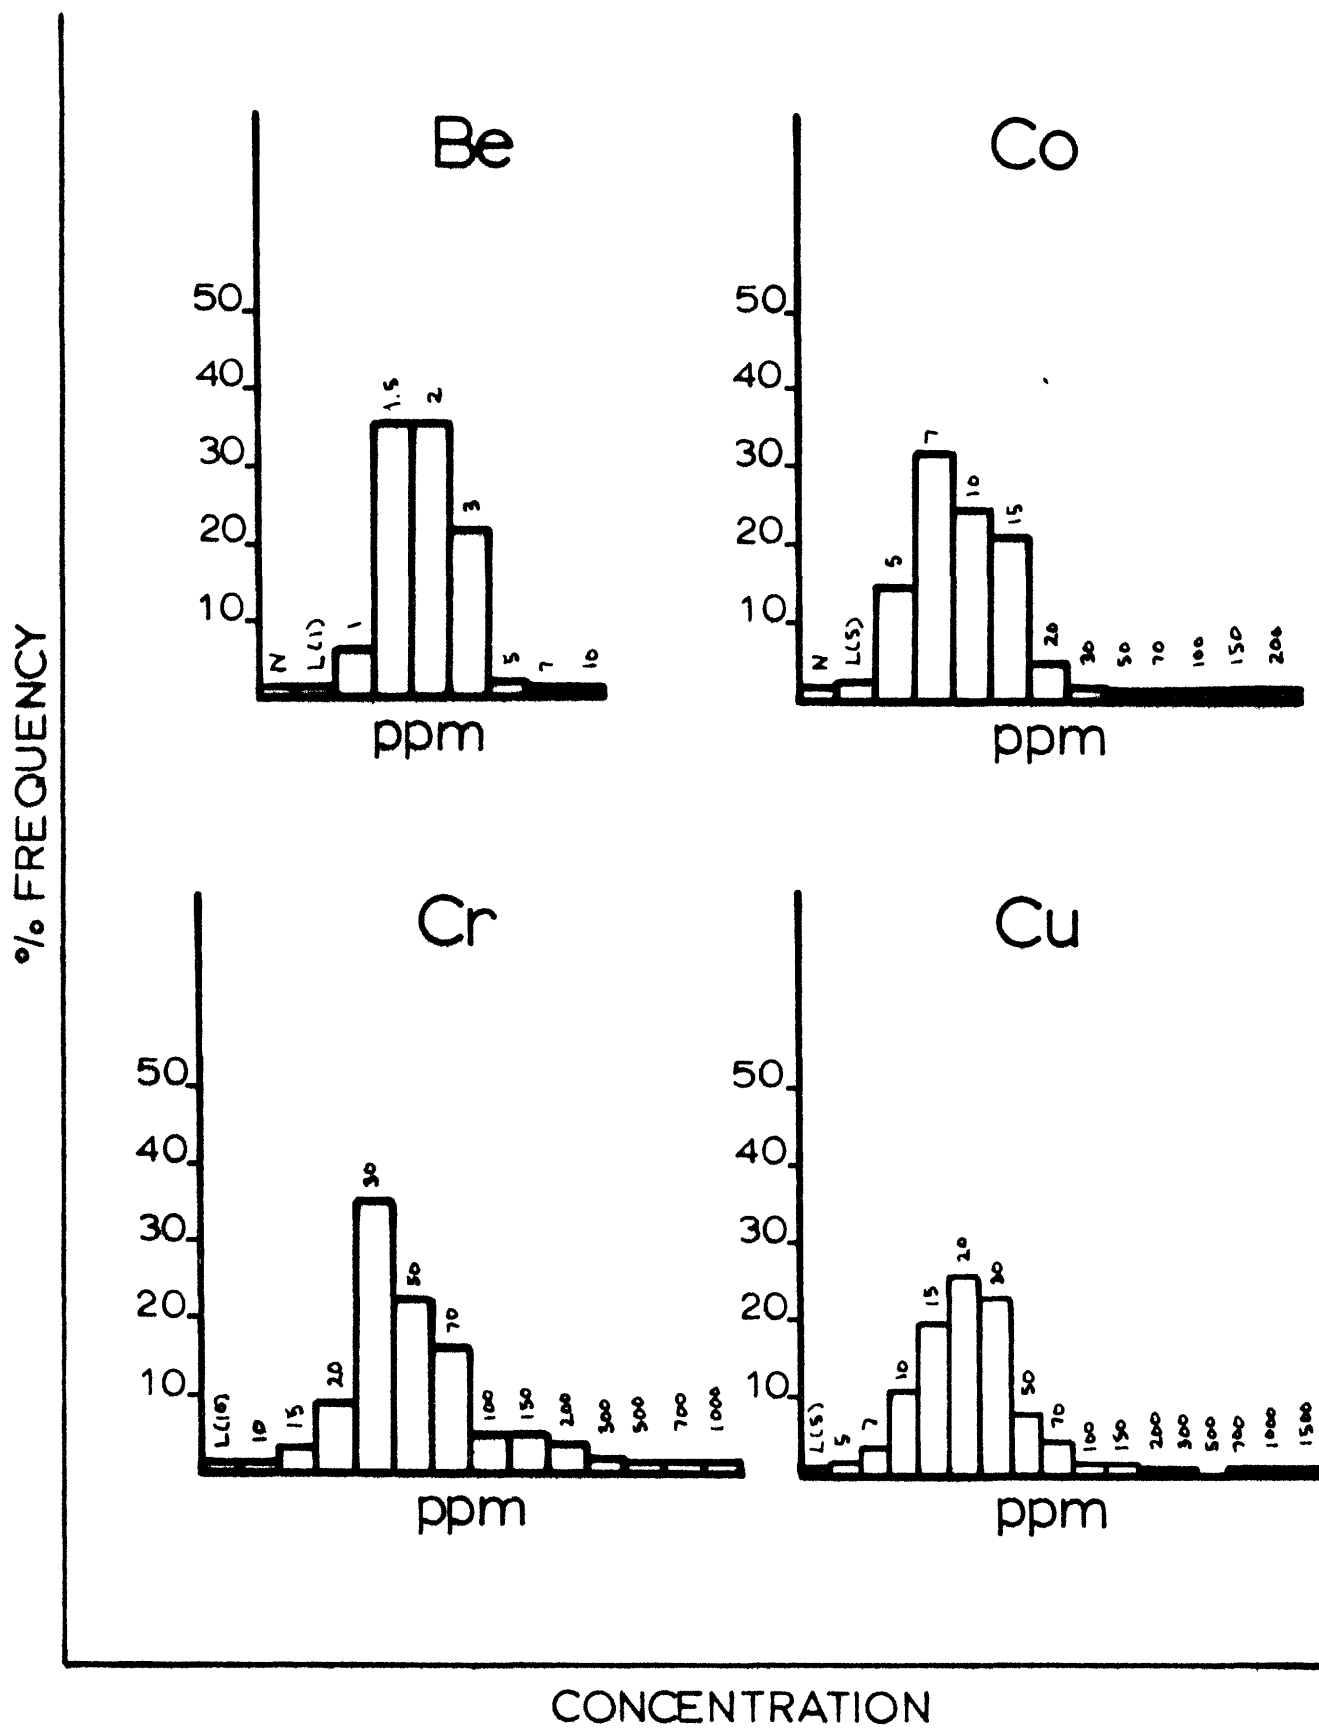 % FREQUENCY
Be
50
40
30
20
10
N L(1) 1 1.5 2 3 5 7 10
ppm
Co
50
40
30
20
10
N L(5) 5 7 10 15 20 30 50 70 100 150 200
ppm
Cr
50
40
30
20
10
L(10) 10 15 20 30 50 70 100 150 200 300 500 700 1000
ppm
Cu
50
40
30
20
10
L(5) 5 7 10 15 20 30 50 70 100 150 200 300 500 700 1000 1500
ppm
CONCENTRATION